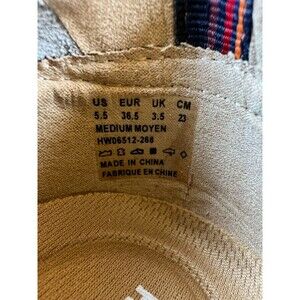 US EUR UK CM
5.5 36.5 3.5 23
MEDIUM MOYEN
HW06512-266
MADE IN CHINA
FABRIQUE EN CHINE